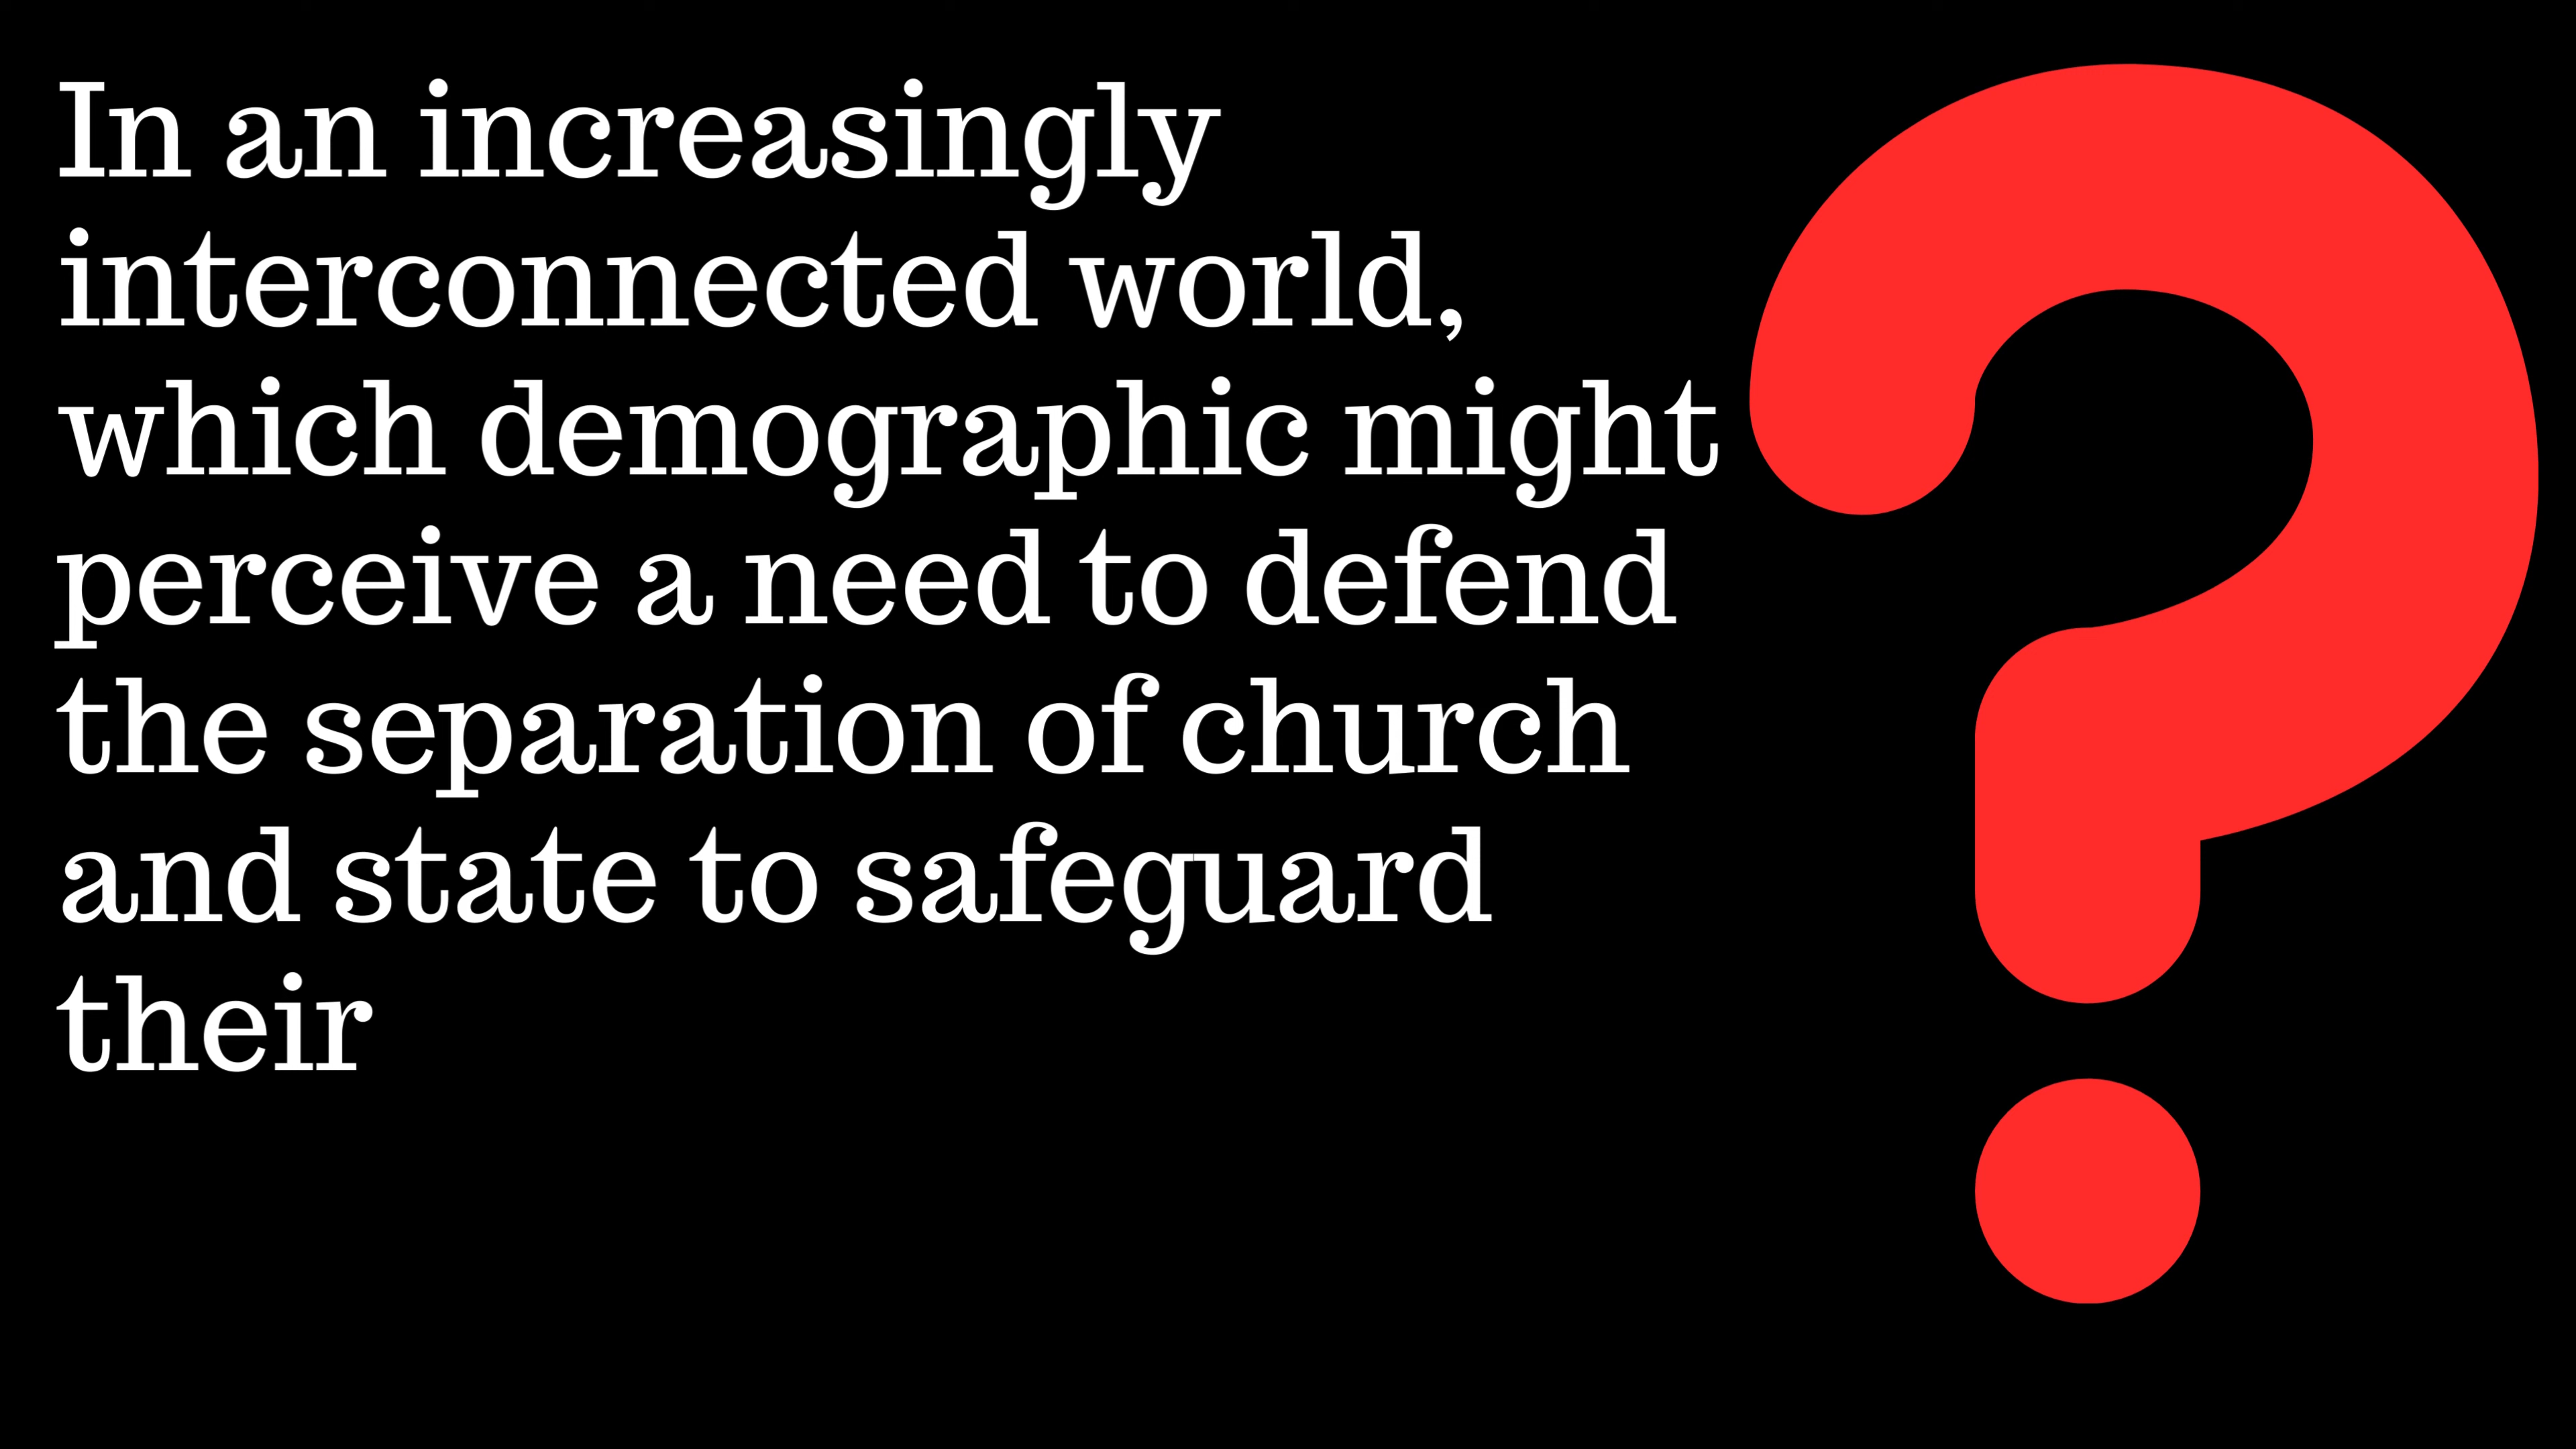 In an increasingly
interconnected world,
which demographic might
perceive a need to defend
the separation of church
and state to safeguard
their
?